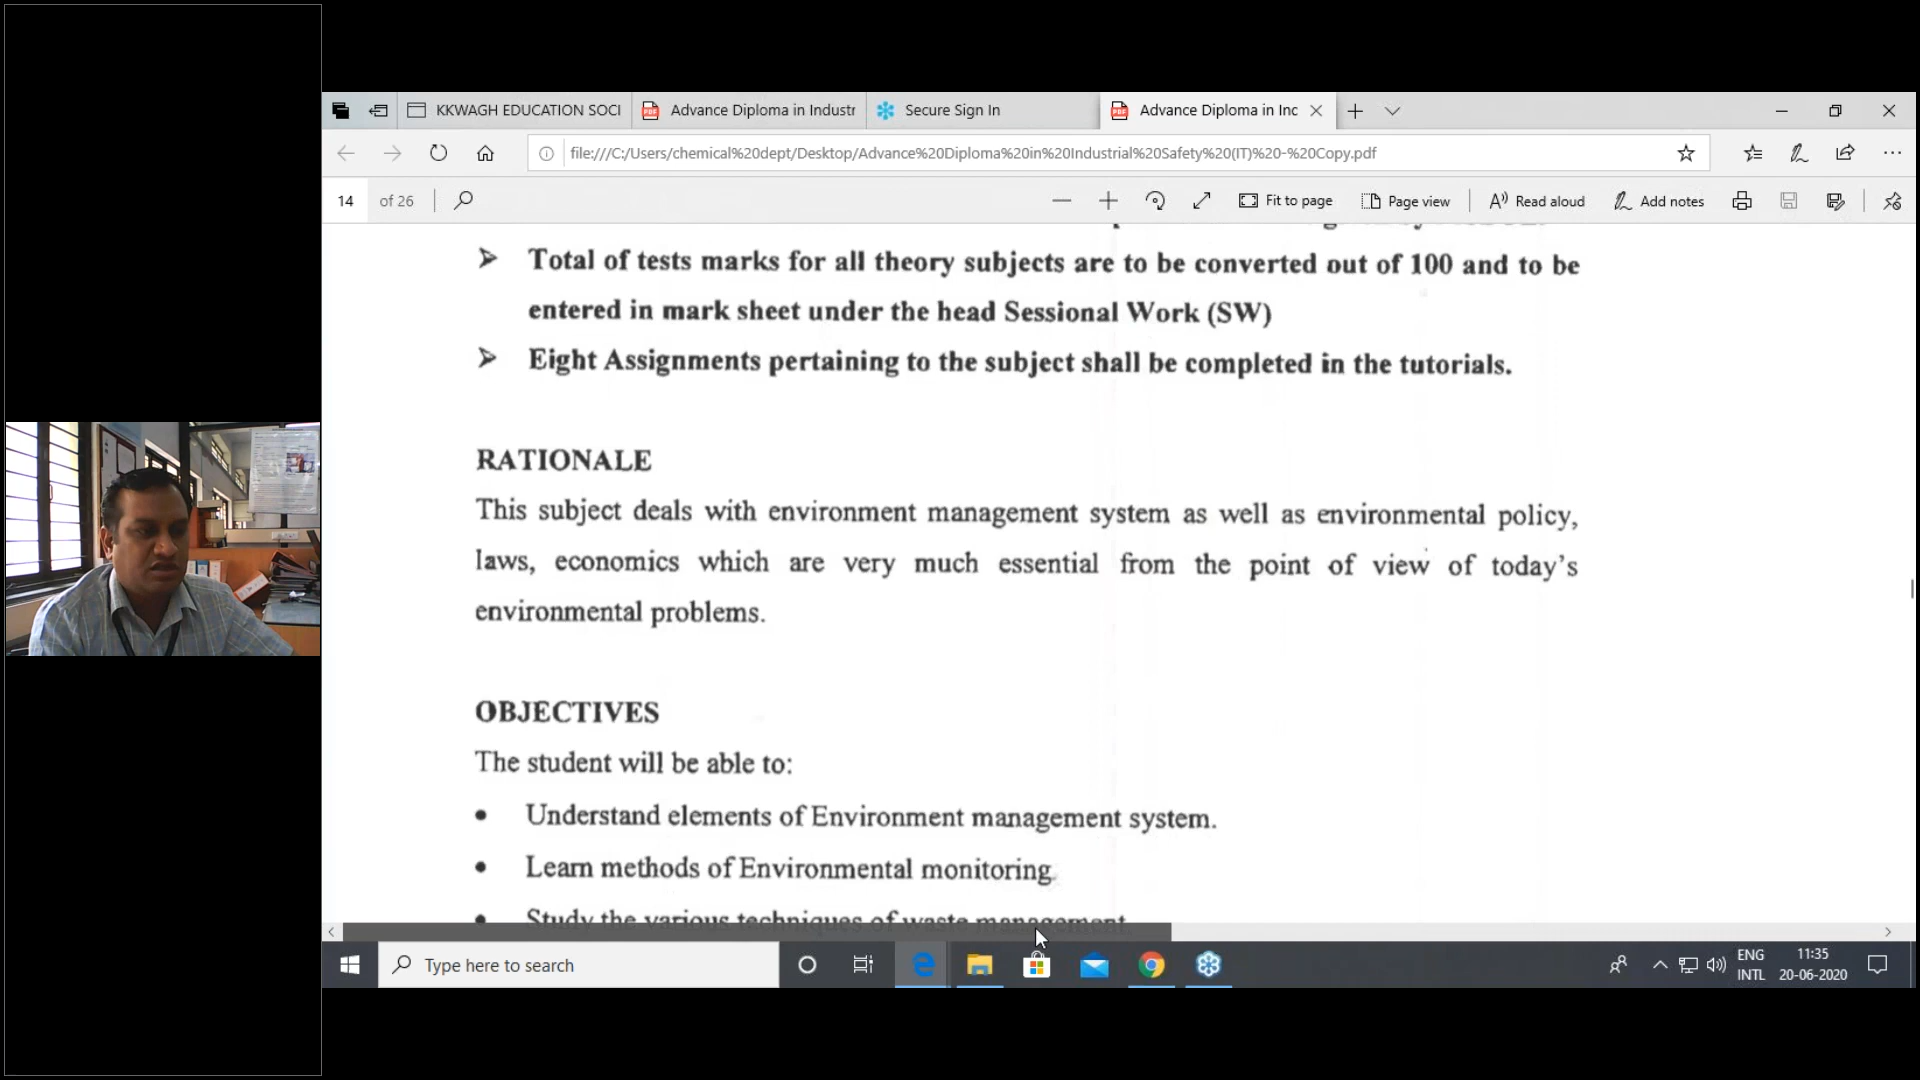 KKWAGH EDUCATION SOCI
Advance Diploma in Industr
Secure Sign In
Advance Diploma in Inc
file:///C:/Users/chemical%20dept/Desktop/Advance%20Diploma%20in%20Industrial%20Safety%20(IT)%20-%20Copy.pdf
14 of 26
Fit to page
Page view
Read aloud
Add notes
Total of tests marks for all theory subjects are to be converted out of 100 and to be
entered in mark sheet under the head Sessional Work (SW)
Eight Assignments pertaining to the subject shall be completed in the tutorials.
RATIONALE
This subject deals with environment management system as well as environmental policy,
laws, economics which are very much essential from the point of view of today's
environmental problems.
OBJECTIVES
The student will be able to:
• Understand elements of Environment management system.
• Learn methods of Environmental monitoring.
• Study the various techniques of waste management.
Type here to search
ENG
INTL
11:35
20-06-2020